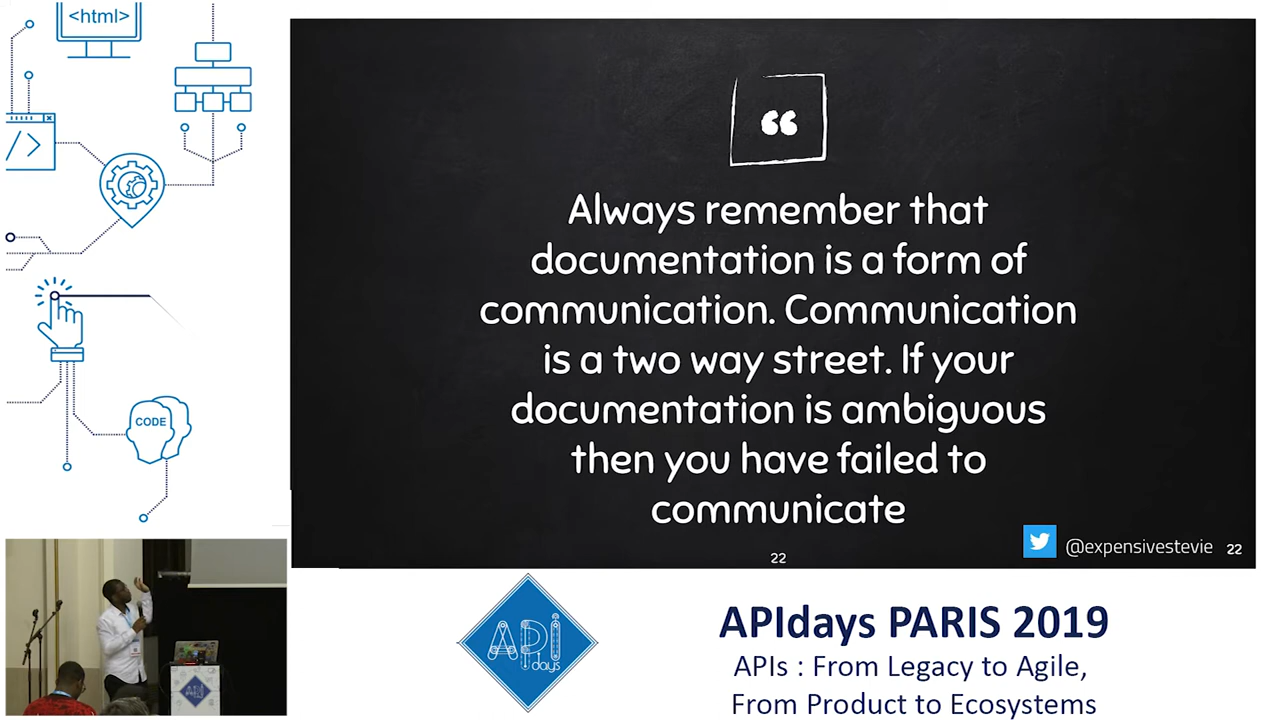 <html>
</>
CODE
“
Always remember that
documentation is a form of
communication. Communication
is a two way street. If your
documentation is ambiguous
then you have failed to
communicate
22
@expensivestevie 22
API
days
APIdays PARIS 2019
APIs : From Legacy to Agile,
From Product to Ecosystems